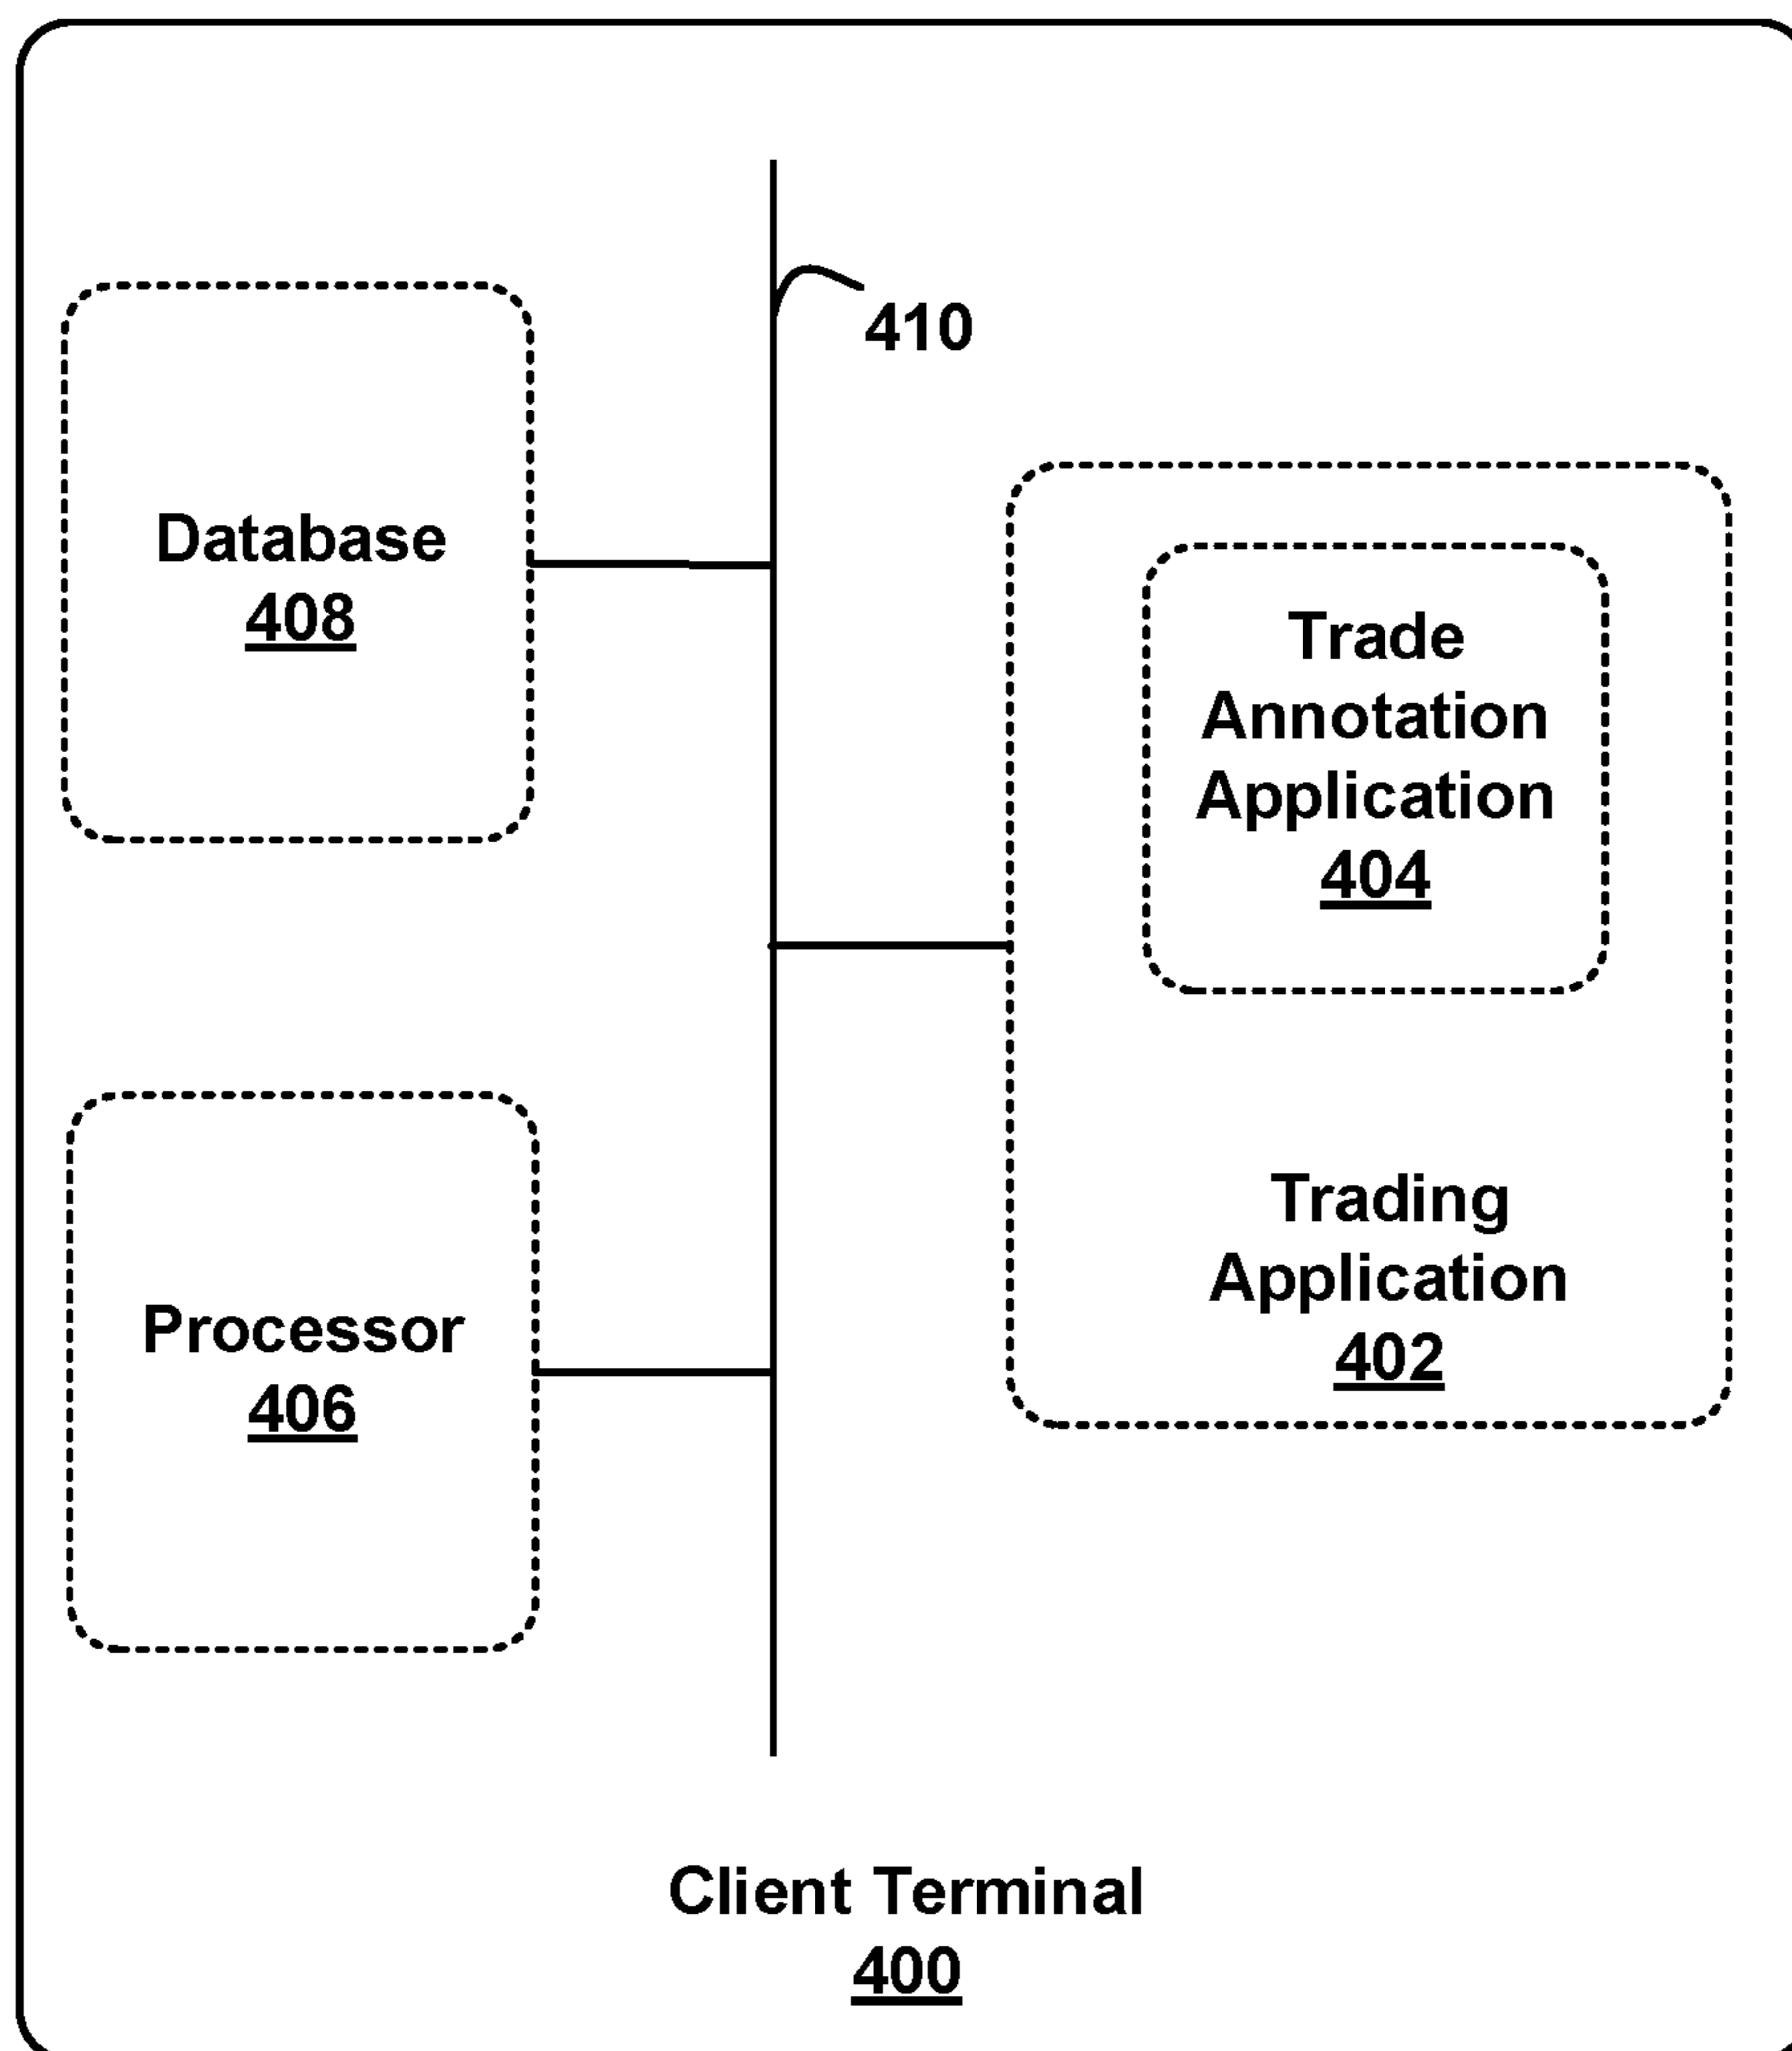 410
Database
408
Trade
Annotation
Application
404
Trading
Application
402
Processor
406
Client Terminal
400